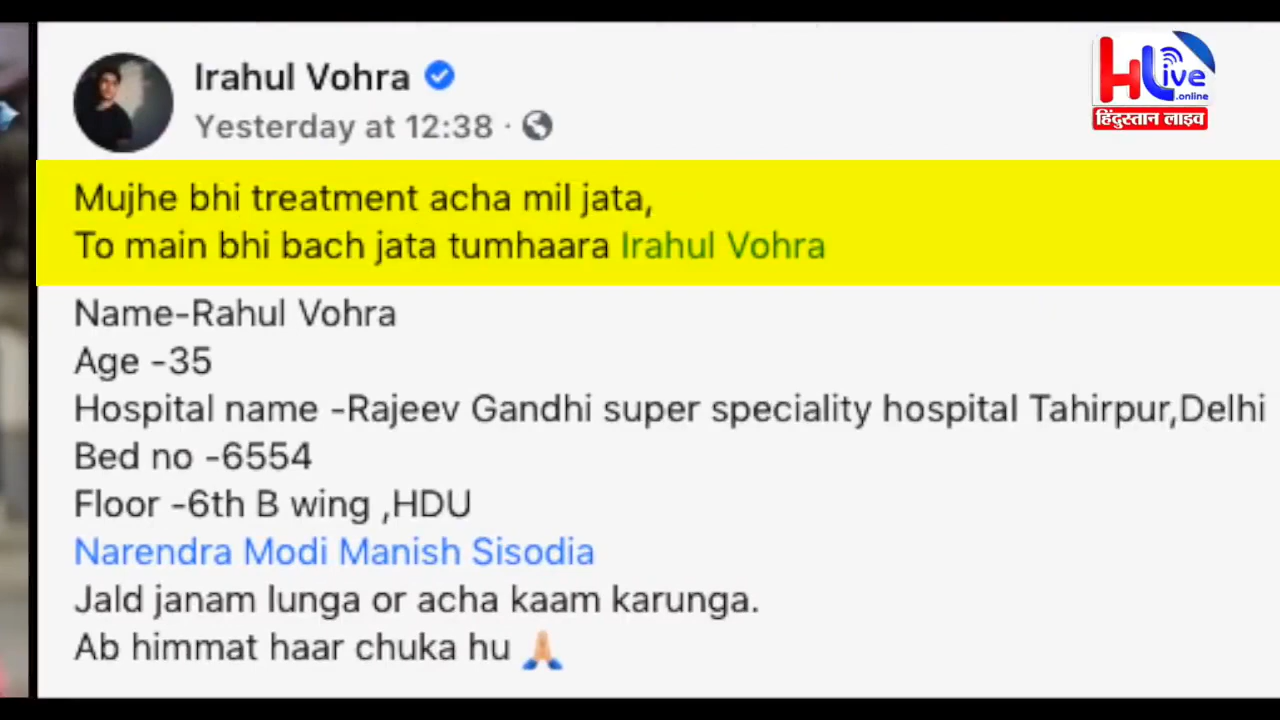 Irahul Vohra
Yesterday at 12:38 ·
Mujhe bhi treatment acha mil jata,
To main bhi bach jata tumhaara Irahul Vohra
Name-Rahul Vohra
Age -35
Hospital name -Rajeev Gandhi super speciality hospital Tahirpur,Delhi
Bed no -6554
Floor -6th B wing ,HDU
Narendra Modi Manish Sisodia
Jald janam lunga or acha kaam karunga.
Ab himmat haar chuka hu 🙏
HLive
.online
हिंदुस्तान लाइव